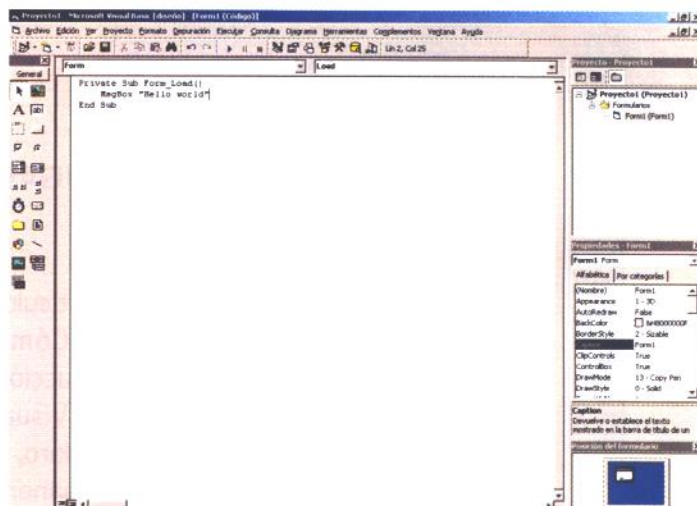 Proyecto1 - Microsoft Visual Basic [diseño] - [Form1 (Código)]
Archivo Edición Ver Proyecto Formato Depuración Ejecutar Consulta Diagrama Herramientas Complementos Ventana Ayuda
Lin 2, Col 25
General
Form
Load
Private Sub Form_Load()
MsgBox "Hello world"
End Sub
Proyecto - Proyecto1
Proyecto1 (Proyecto1)
Formularios
Form1 (Form1)
Propiedades - Form1
Form1 Form
Alfabética Por categorías
(Nombre) Form1
Appearance 1 - 3D
AutoRedraw False
BackColor &H8000000F
BorderStyle 2 - Sizable
Caption Form1
ClipControls True
ControlBox True
DrawMode 13 - Copy Pen
DrawStyle 0 - Solid
Caption
Devuelve o establece el texto
mostrado en la barra de título de un
Posición del formulario